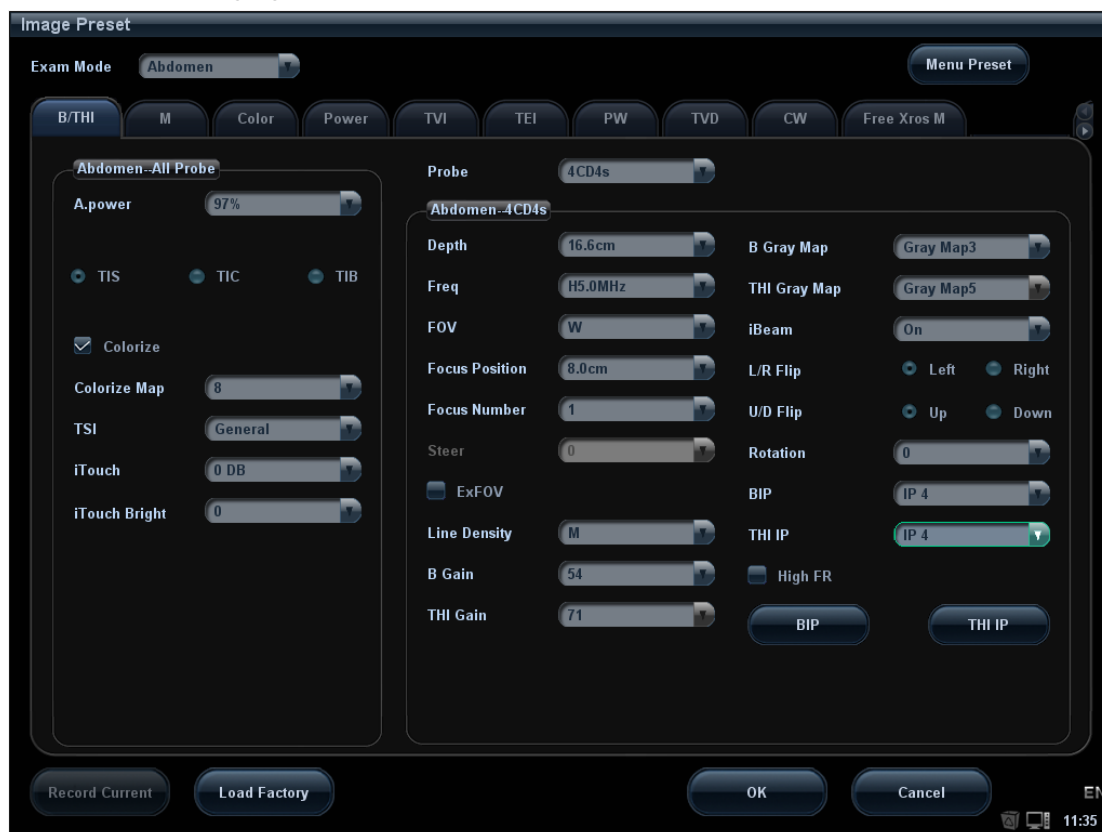 Image Preset
Exam Mode Abdomen Menu Preset
B/THI M Color Power TVI TEI PW TVD CW Free Xros M
Abdomen--All Probe
A.power 97%
TIS TIC TIB
Colorize
Colorize Map 8
TSI General
iTouch 0 DB
iTouch Bright 0
Probe 4CD4s
Abdomen--4CD4s
Depth 16.6cm
Freq H5.0MHz
FOV W
Focus Position 8.0cm
Focus Number 1
Steer 0
ExFOV
Line Density M
B Gain 54
THI Gain 71
B Gray Map Gray Map3
THI Gray Map Gray Map5
iBeam On
L/R Flip Left Right
U/D Flip Up Down
Rotation 0
BIP IP 4
THI IP IP 4
High FR
BIP THI IP
Record Current Load Factory OK Cancel EN
11:35